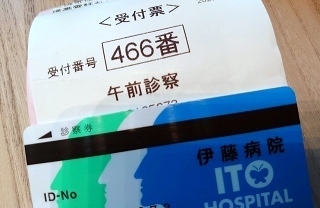 <受付票>
受付番号 466番
午前診察
診察券
伊藤病院
ITO
HOSPITAL
ID-No